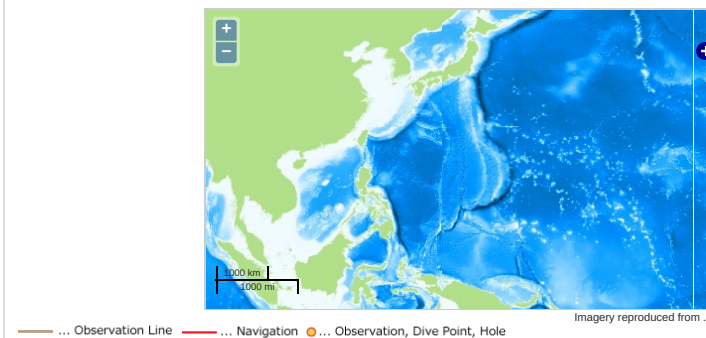 +
−
1000 km
1000 mi
Imagery reproduced from .
... Observation Line ... Navigation ... Observation, Dive Point, Hole